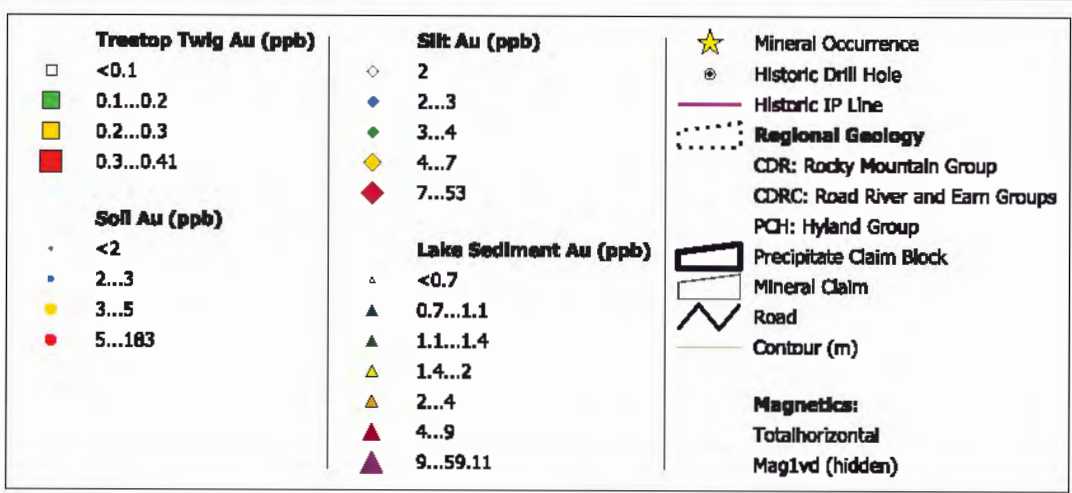 Treetop Twig Au (ppb)
<0.1
0.1...0.2
0.2...0.3
0.3...0.41
Soil Au (ppb)
<2
2...3
3...5
5...183
Silt Au (ppb)
2
2...3
3...4
4...7
7...53
Lake Sediment Au (ppb)
<0.7
0.7...1.1
1.1...1.4
1.4...2
2...4
4...9
9...59.11
Mineral Occurrence
Historic Drill Hole
Historic IP Line
Regional Geology
CDR: Rocky Mountain Group
CDRC: Road River and Earn Groups
PCH: Hyland Group
Precipitate Claim Block
Mineral Claim
Road
Contour (m)
Magnetics:
Totalhorizontal
Mag1vd (hidden)